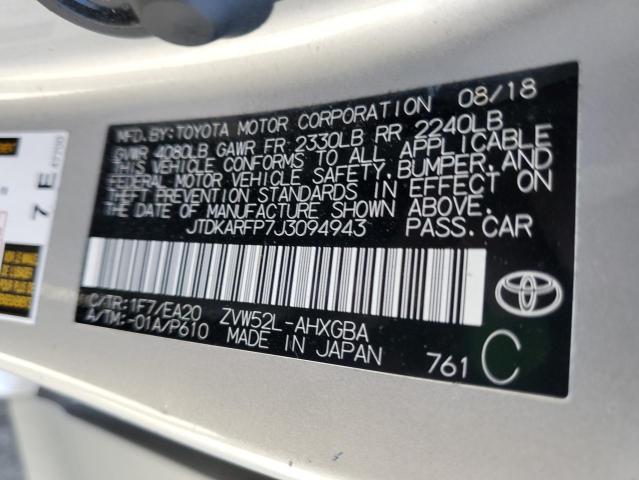 MFD.BY:TOYOTA MOTOR CORPORATION 08/18
GVWR 4080LB GAWR FR 2330LB RR 2240LB
THIS VEHICLE CONFORMS TO ALL APPLICABLE
FEDERAL MOTOR VEHICLE SAFETY,BUMPER,AND
THEFT PREVENTION STANDARDS IN EFFECT ON
THE DATE OF MANUFACTURE SHOWN ABOVE.
JTDKARFP7J3094943 PASS.CAR
C/TR:1F7/EA20 ZVW52L-AHXGBA
A/TM:-01A/P610 MADE IN JAPAN
761 C
7 E